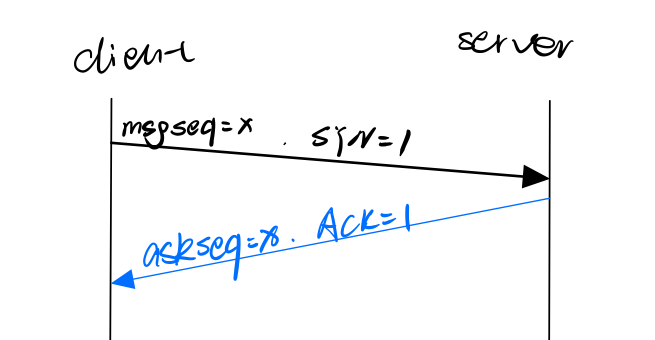 client
server
msgseq=x . SYN=1
ackseq=x . ACK=1